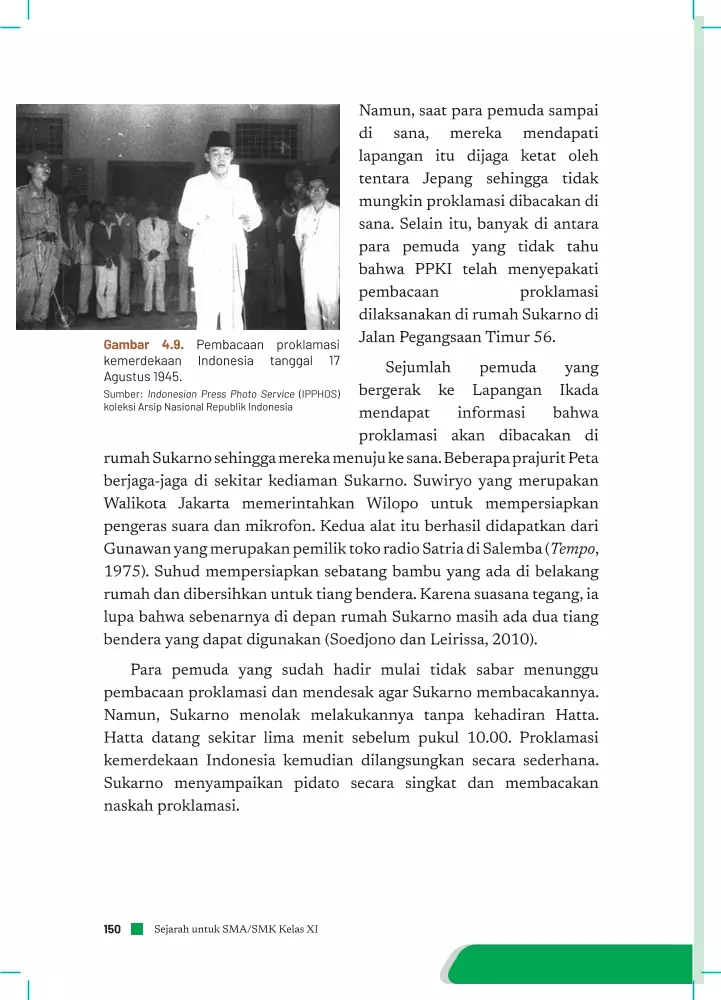 Namun, saat para pemuda sampai
di sana, mereka mendapati
lapangan itu dijaga ketat oleh
tentara Jepang sehingga tidak
mungkin proklamasi dibacakan di
sana. Selain itu, banyak di antara
para pemuda yang tidak tahu
bahwa PPKI telah menyepakati
pembacaan proklamasi
dilaksanakan di rumah Sukarno di
Jalan Pegangsaan Timur 56.
Gambar 4.9. Pembacaan proklamasi
kemerdekaan Indonesia tanggal 17
Agustus 1945.
Sumber: Indonesian Press Photo Service (IPPHOS)
koleksi Arsip Nasional Republik Indonesia
Sejumlah pemuda yang
bergerak ke Lapangan Ikada
mendapat informasi bahwa
proklamasi akan dibacakan di
rumah Sukarno sehingga mereka menuju ke sana. Beberapa prajurit Peta
berjaga-jaga di sekitar kediaman Sukarno. Suwiryo yang merupakan
Walikota Jakarta memerintahkan Wilopo untuk mempersiapkan
pengeras suara dan mikrofon. Kedua alat itu berhasil didapatkan dari
Gunawan yang merupakan pemilik toko radio Satria di Salemba (Tempo,
1975). Suhud mempersiapkan sebatang bambu yang ada di belakang
rumah dan dibersihkan untuk tiang bendera. Karena suasana tegang, ia
lupa bahwa sebenarnya di depan rumah Sukarno masih ada dua tiang
bendera yang dapat digunakan (Soedjono dan Leirissa, 2010).
Para pemuda yang sudah hadir mulai tidak sabar menunggu
pembacaan proklamasi dan mendesak agar Sukarno membacakannya.
Namun, Sukarno menolak melakukannya tanpa kehadiran Hatta.
Hatta datang sekitar lima menit sebelum pukul 10.00. Proklamasi
kemerdekaan Indonesia kemudian dilangsungkan secara sederhana.
Sukarno menyampaikan pidato secara singkat dan membacakan
naskah proklamasi.
150 Sejarah untuk SMA/SMK Kelas XI